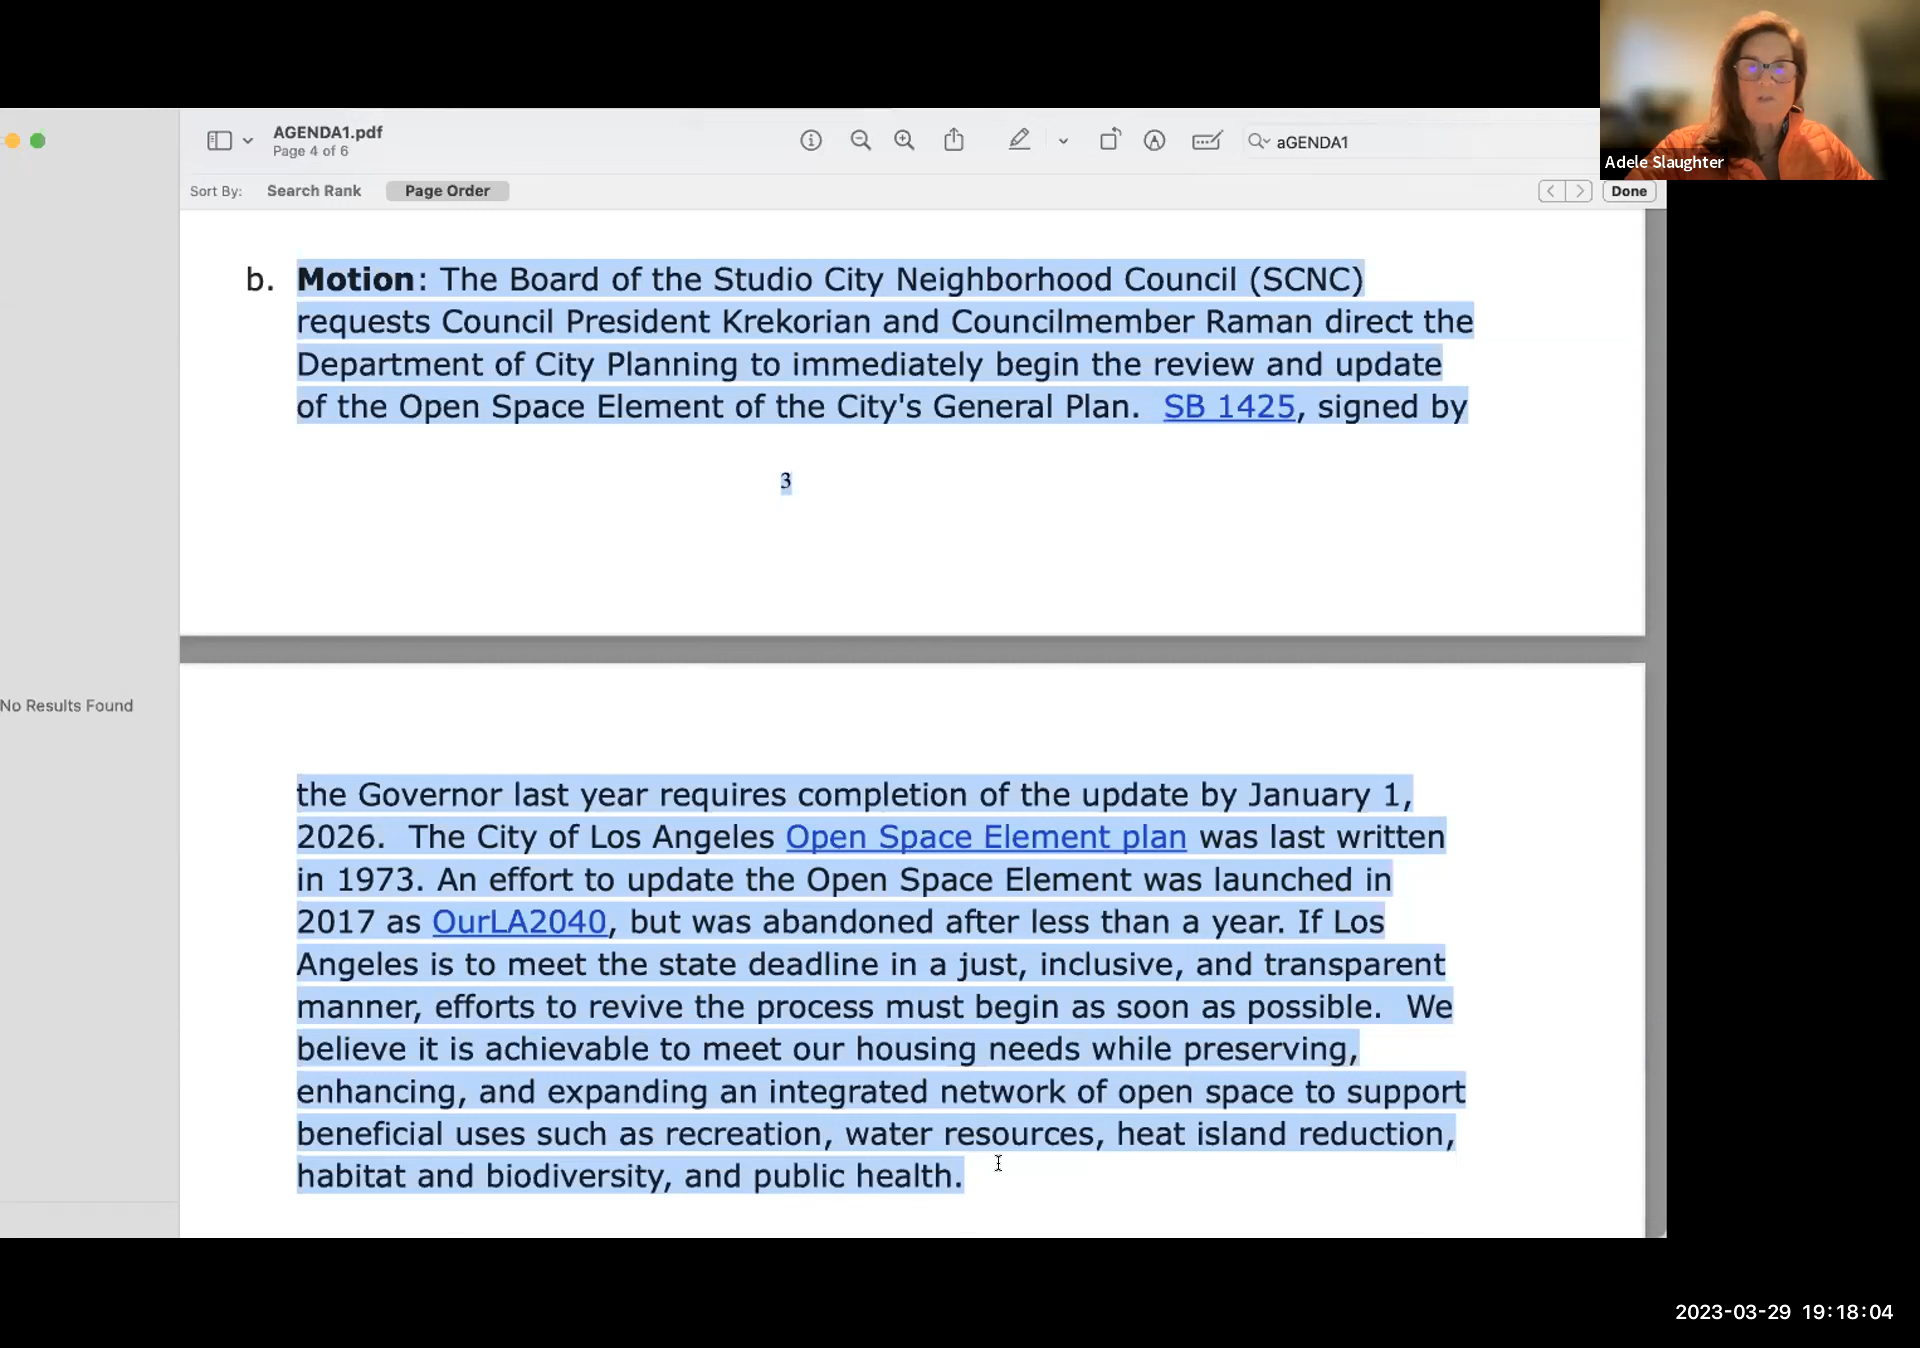 AGENDA1.pdf
Page 4 of 6
aGENDA1
Adele Slaughter
Sort By: Search Rank Page Order Done
b. Motion: The Board of the Studio City Neighborhood Council (SCNC)
requests Council President Krekorian and Councilmember Raman direct the
Department of City Planning to immediately begin the review and update
of the Open Space Element of the City's General Plan.  SB 1425, signed by
3
No Results Found
the Governor last year requires completion of the update by January 1,
2026.  The City of Los Angeles Open Space Element plan was last written
in 1973. An effort to update the Open Space Element was launched in
2017 as OurLA2040, but was abandoned after less than a year. If Los
Angeles is to meet the state deadline in a just, inclusive, and transparent
manner, efforts to revive the process must begin as soon as possible.  We
believe it is achievable to meet our housing needs while preserving,
enhancing, and expanding an integrated network of open space to support
beneficial uses such as recreation, water resources, heat island reduction,
habitat and biodiversity, and public health.
2023-03-29 19:18:04